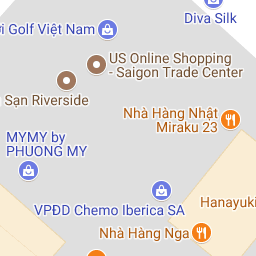 Diva Silk
ơi Golf Việt Nam
US Online Shopping
- Saigon Trade Center
Sạn Riverside
Nhà Hàng Nhật
Miraku 23
MYMY by
PHUONG MY
VPĐD Chemo Iberica SA
Hanayuki
Nhà Hàng Nga